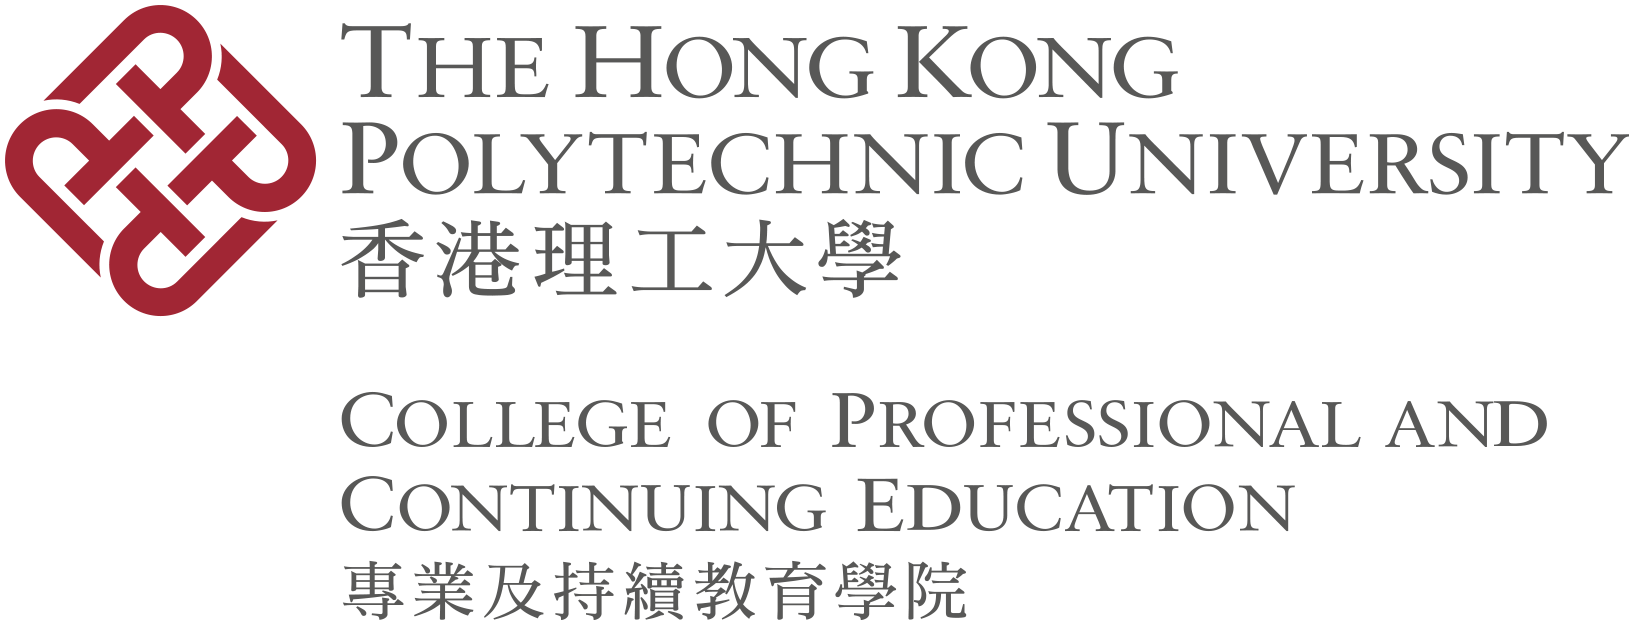 THE HONG KONG
POLYTECHNIC UNIVERSITY
香港理工大學
COLLEGE OF PROFESSIONAL AND
CONTINUING EDUCATION
專業及持續教育學院